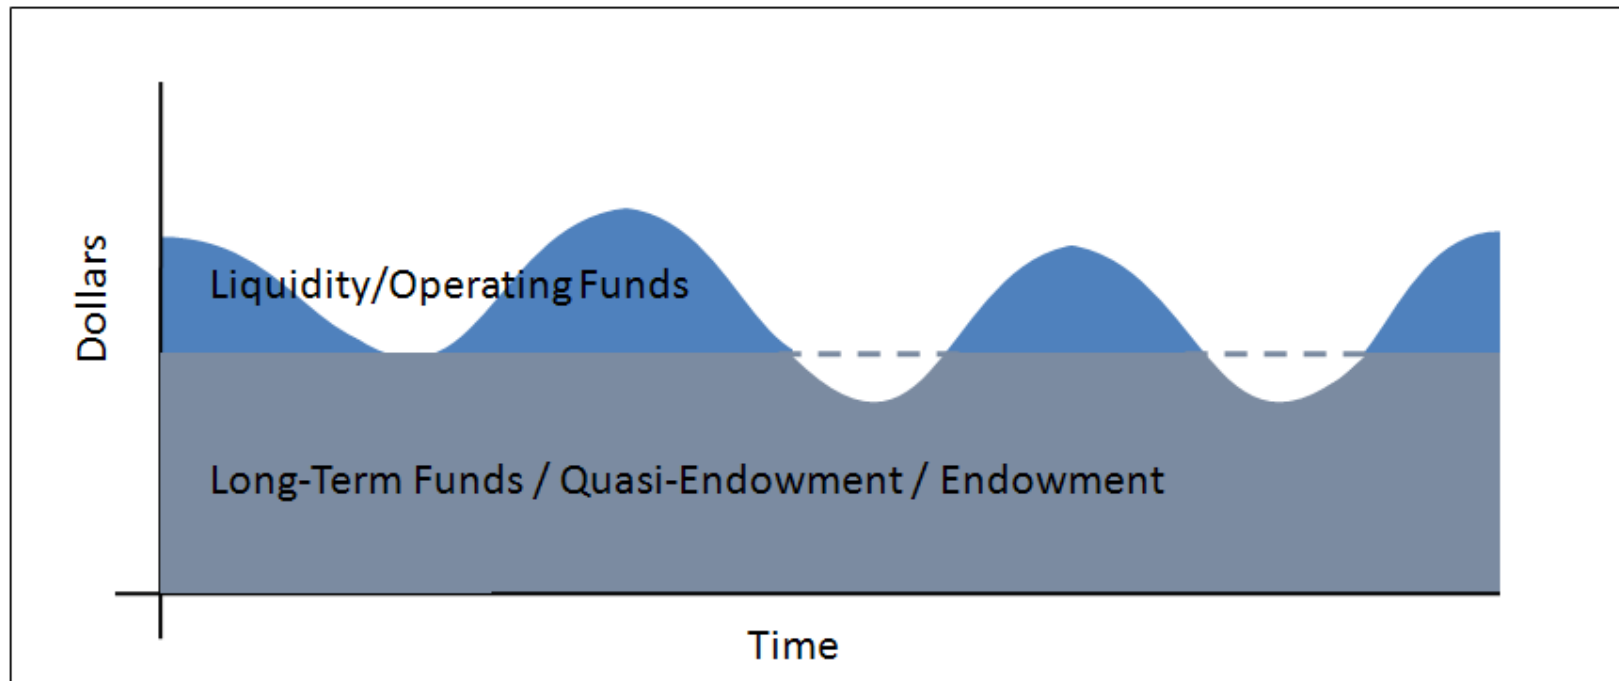 Dollars
Liquidity/Operating Funds
Long-Term Funds / Quasi-Endowment / Endowment
Time